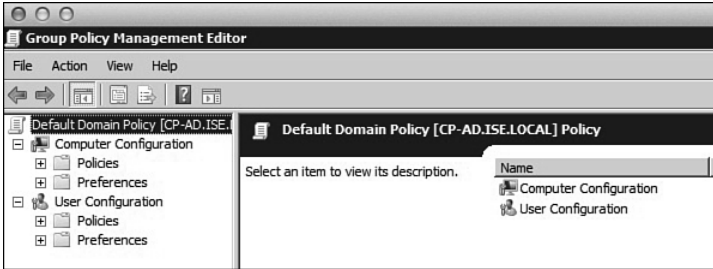 Group Policy Management Editor
File Action View Help
Default Domain Policy [CP-AD.ISE.
Computer Configuration
Policies
Preferences
User Configuration
Policies
Preferences
Default Domain Policy [CP-AD.ISE.LOCAL] Policy
Select an item to view its description.
Name
Computer Configuration
User Configuration